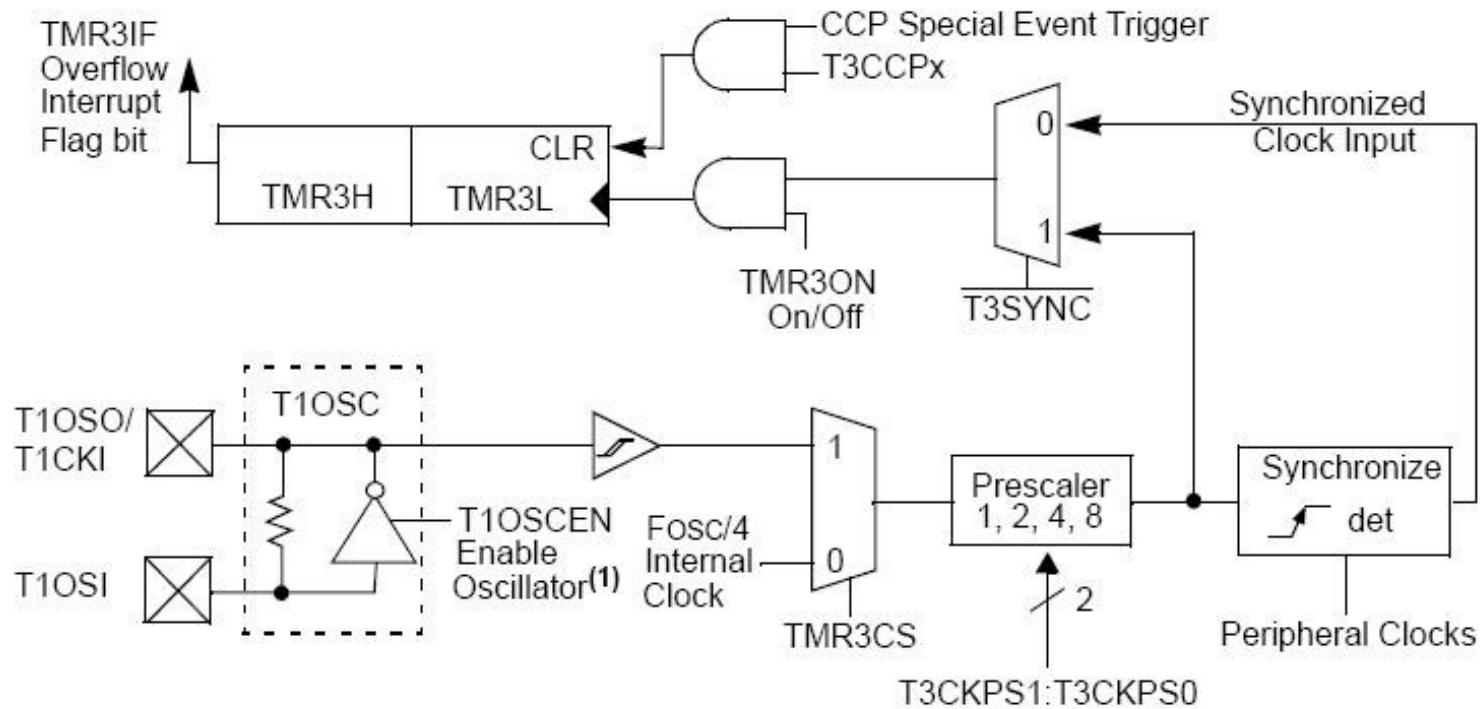 TMR3IF
Overflow
Interrupt
Flag bit
CCP Special Event Trigger
T3CCPx
CLR
TMR3H
TMR3L
0
1
Synchronized
Clock Input
TMR3ON
On/Off
T3SYNC
T1OSC
T1OSO/
T1CKI
T1OSI
T1OSCEN
Enable
Oscillator(1)
FOSC/4
Internal
Clock
1
0
TMR3CS
Prescaler
1, 2, 4, 8
2
T3CKPS1:T3CKPS0
Synchronize
det
Peripheral Clocks